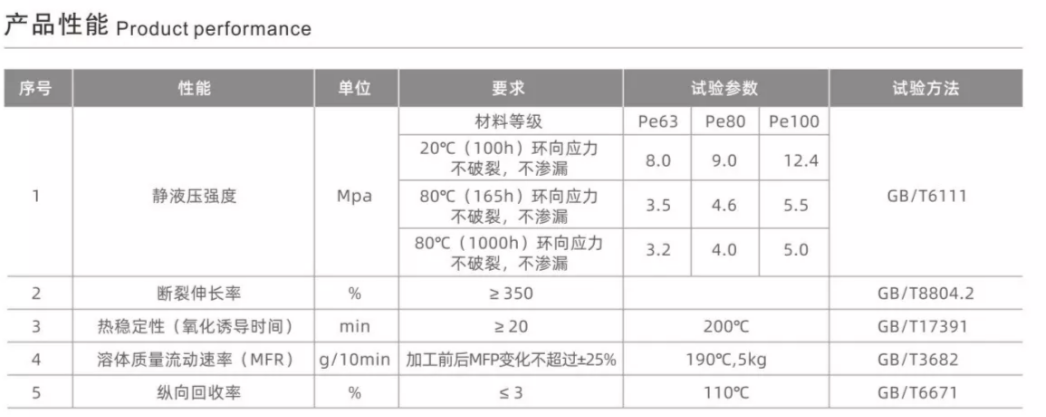 产品性能 Product performance
序号 性能 单位 要求 试验参数 试验方法
材料等级 Pe63 Pe80 Pe100
1 静液压强度 Mpa 20℃（100h）环向应力 8.0 9.0 12.4 GB/T6111
不破裂，不渗漏
80℃（165h）环向应力 3.5 4.6 5.5
不破裂，不渗漏
80℃（1000h）环向应力 3.2 4.0 5.0
不破裂，不渗漏
2 断裂伸长率 % ≥350 GB/T8804.2
3 热稳定性（氧化诱导时间） min ≥20 200℃ GB/T17391
4 溶体质量流动速率（MFR） g/10min 加工前后MFP变化不超过±25% 190℃,5kg GB/T3682
5 纵向回收率 % ≤3 110℃ GB/T6671